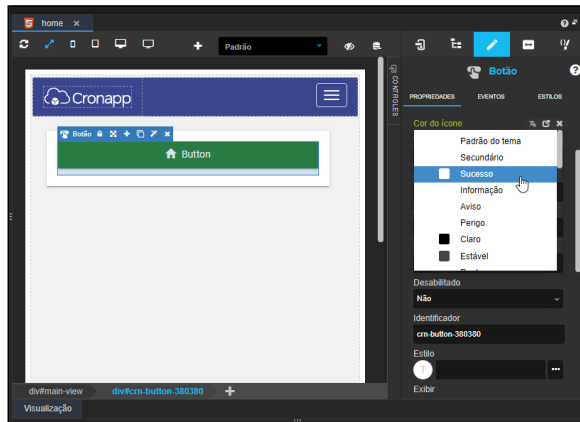 home x
Padrão
Botão
PROPRIEDADES EVENTOS ESTILOS
CONTROLES
Cronapp
Cor do ícone
Botão
Button
Padrão do tema
Secundário
Sucesso
Informação
Aviso
Perigo
Claro
Estável
Desabilitado
Não
Identificador
crn-button-380380
Estilo
T
Exibir
div#main-view div#crn-button-380380
Visualização